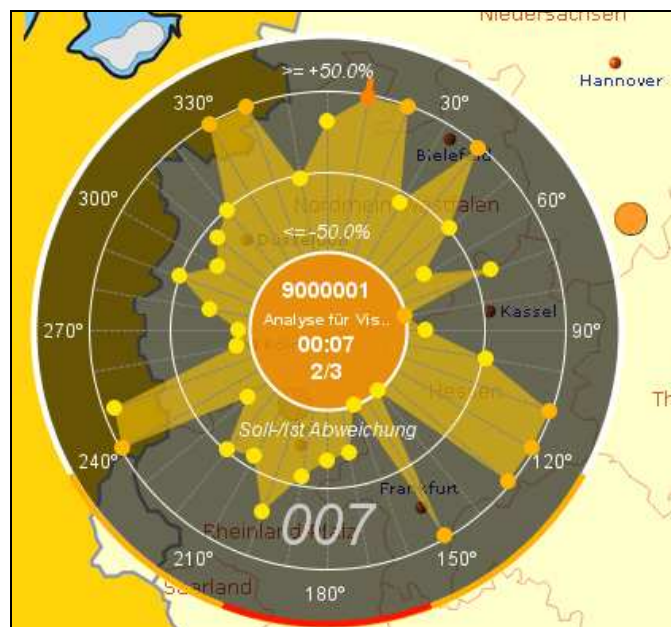 Niedersachsen
>= +50.0%
Hannover
330°
30°
Bielefeld
300°
60°
Nordrhein-Westfalen
<= -50.0%
Düsseldorf
9000001
Analyse für Vis..
00:07
2/3
270°
Kassel
90°
Hessen
Th
Soll-/Ist Abweichung
240°
120°
Frankfurt
007
Rheinland-Pfalz
150°
210°
Saarland
180°